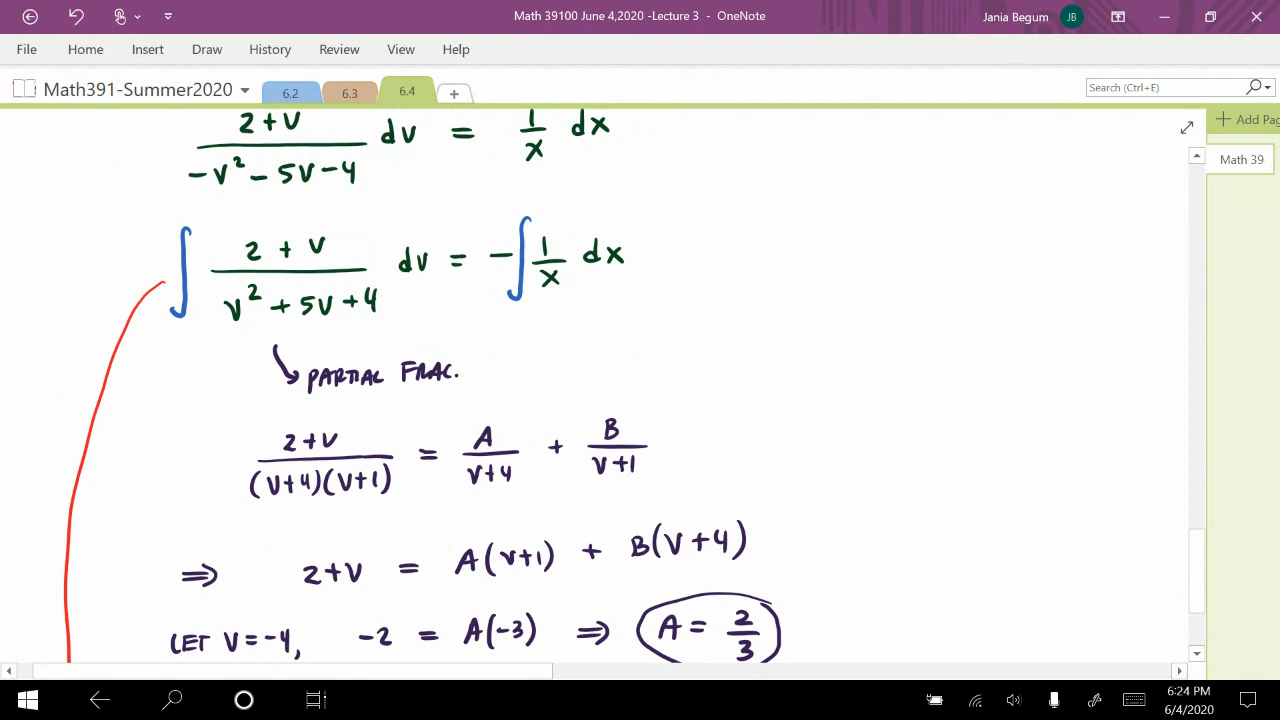 Math 39100 June 4,2020 -Lecture 3 - OneNote
Jania Begum JB
File Home Insert Draw History Review View Help
Math391-Summer2020 6.2 6.3 6.4 +
Search (Ctrl+E)
+ Add Pag
Math 39
2+v / -v² - 5v - 4 dv = 1/x dx
∫ 2 + v / v² + 5v + 4 dv = -∫ 1/x dx
↘ PARTIAL FRAC.
2+v / (v+4)(v+1) = A / v+4 + B / v+1
⇒ 2+v = A(v+1) + B(v+4)
LET v=-4, -2 = A(-3) ⇒ A = 2/3
6:24 PM
6/4/2020